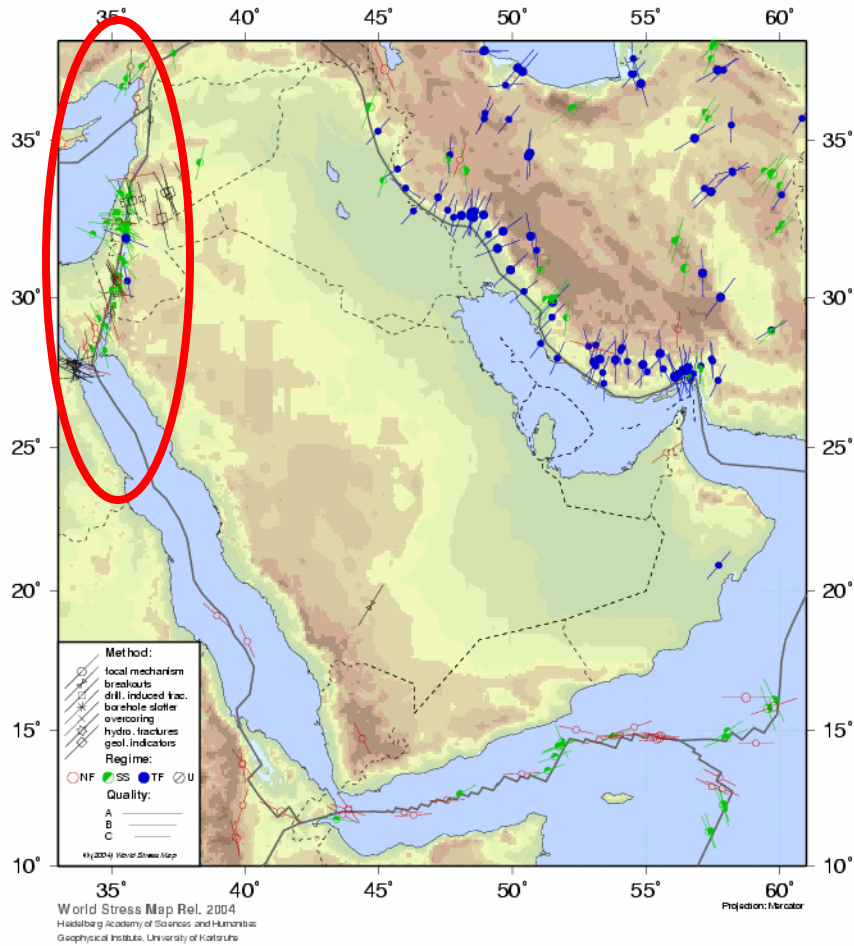 35˚ 40˚ 45˚ 50˚ 55˚ 60˚
35˚ 35˚
30˚ 30˚
25˚ 25˚
20˚ 20˚
15˚ 15˚
10˚ 10˚
Method:
focal mechanism
breakouts
drill. induced frac.
borehole slotter
overcoring
hydro. fractures
geol. indicators
Regime:
NF SS TF U
Quality:
A
B
C
© (2004) World Stress Map
35˚ 40˚ 45˚ 50˚ 55˚ 60˚
World Stress Map Rel. 2004
Projection: Mercator
Heidelberg Academy of Sciences and Humanities
Geophysical Institute, University of Karlsruhe